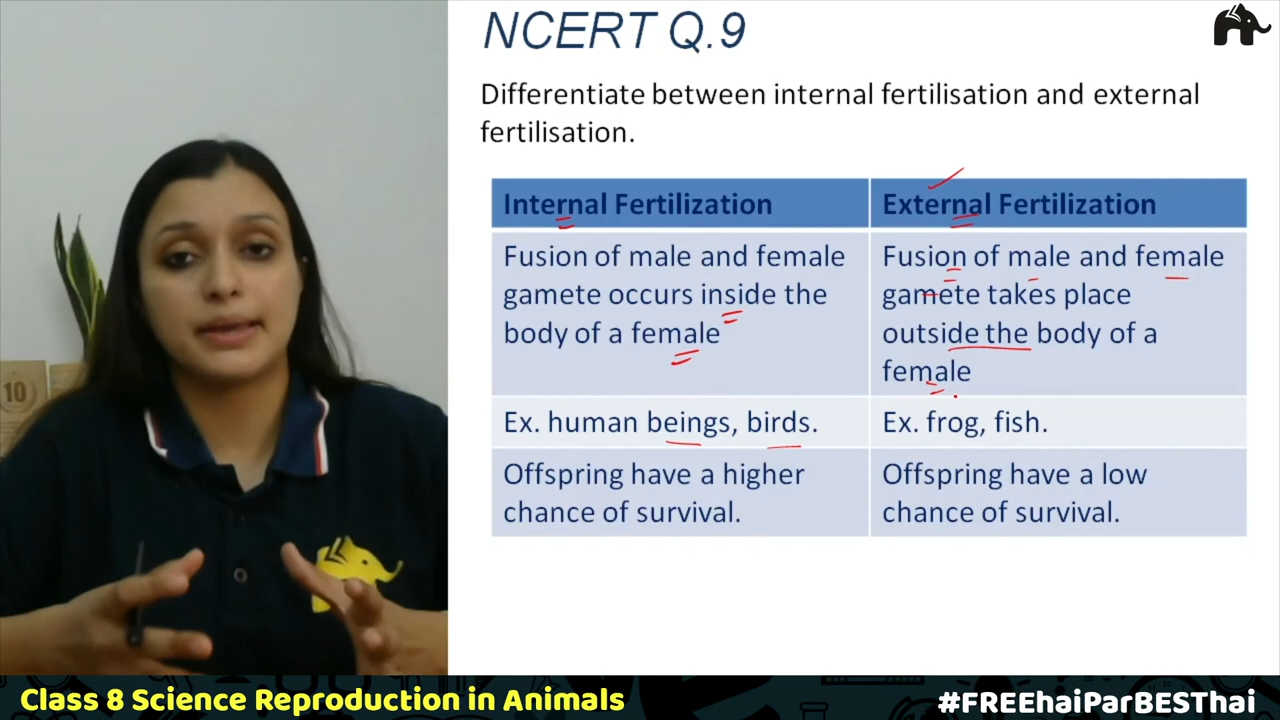 NCERT Q.9
Differentiate between internal fertilisation and external
fertilisation.
Internal Fertilization
External Fertilization
Fusion of male and female
gamete occurs inside the
body of a female
Fusion of male and female
gamete takes place
outside the body of a
female
Ex. human beings, birds.
Ex. frog, fish.
Offspring have a higher
chance of survival.
Offspring have a low
chance of survival.
10
Class 8 Science Reproduction in Animals
#FREEhaiParBESThai